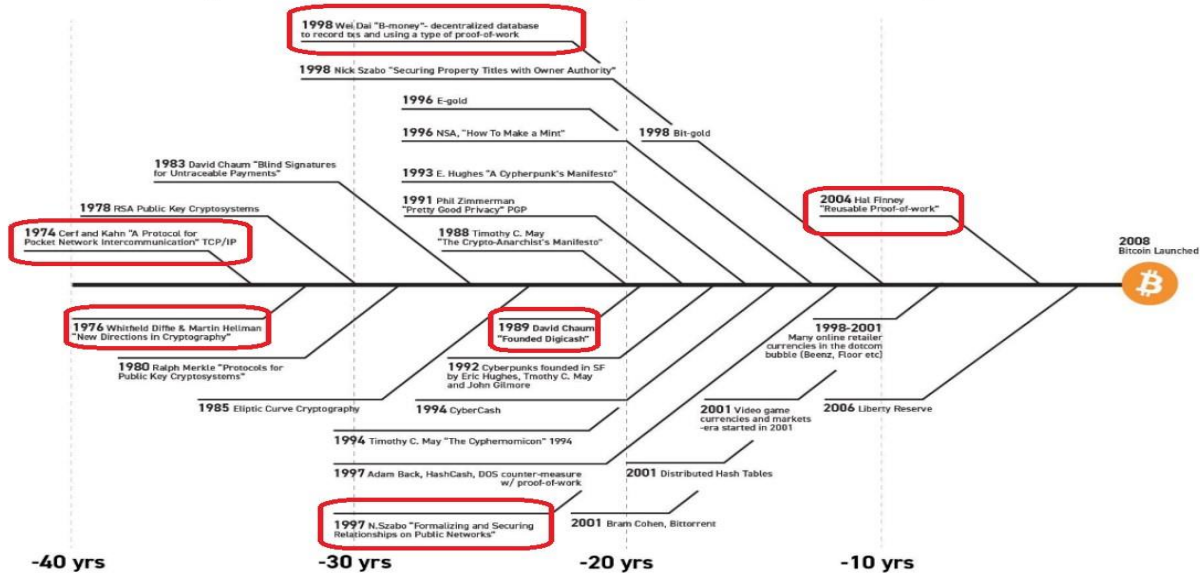 1998 Wei Dai "B-money"- decentralized database
to record txs and using a type of proof-of-work
1998 Nick Szabo "Securing Property Titles with Owner Authority"
1996 E-gold
1996 NSA, "How To Make a Mint"
1998 Bit-gold
1983 David Chaum "Blind Signatures
for Untraceable Payments"
1993 E. Hughes "A Cypherpunk's Manifesto"
1991 Phil Zimmerman
"Pretty Good Privacy" PGP
2004 Hal Finney
"Reusable Proof-of-work"
1978 RSA Public Key Cryptosystems
1974 Cerf and Kahn "A Protocol for
Pocket Network Intercommunication" TCP/IP
1988 Timothy C. May
"The Crypto-Anarchist's Manifesto"
2008
Bitcoin Launched
1976 Whitfield Diffie & Martin Hellman
"New Directions in Cryptography"
1989 David Chaum
"Founded Digicash"
1998-2001
Many online retailer
currencies in the dotcom
bubble (Beenz, Floor etc)
1980 Ralph Merkle "Protocols for
Public Key Cryptosystems"
1992 Cyberpunks founded in SF
by Eric Hughes, Tmothy C. May
and John Gilmore
1985 Eliptic Curve Cryptography
1994 CyberCash
2001 Video game
currencies and markets
-era started in 2001
2006 Liberty Reserve
1994 Timothy C. May "The Cyphernomicon" 1994
1997 Adam Back, HashCash, DOS counter-measure
w/ proof-of-work
2001 Distributed Hash Tables
1997 N.Szabo "Formalizing and Securing
Relationships on Public Networks"
2001 Bram Cohen, Bittorrent
-40 yrs
-30 yrs
-20 yrs
-10 yrs